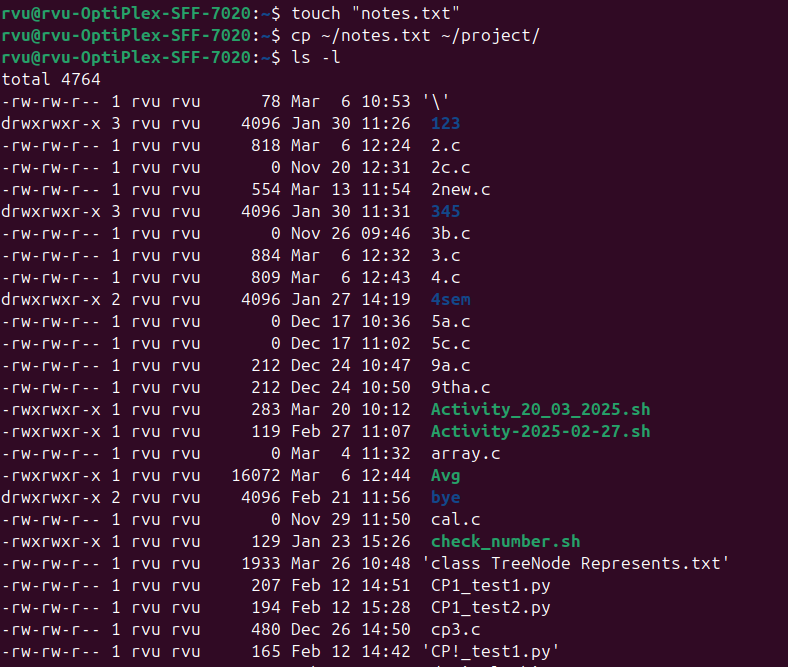 rvu@rvu-OptiPlex-SFF-7020:~$ touch "notes.txt"
rvu@rvu-OptiPlex-SFF-7020:~$ cp ~/notes.txt ~/project/
rvu@rvu-OptiPlex-SFF-7020:~$ ls -l
total 4764
-rw-rw-r-- 1 rvu rvu      78 Mar  6 10:53 '\'
drwxrwxr-x 3 rvu rvu    4096 Jan 30 11:26  123
-rw-rw-r-- 1 rvu rvu     818 Mar  6 12:24  2.c
-rw-rw-r-- 1 rvu rvu       0 Nov 20 12:31  2c.c
-rw-rw-r-- 1 rvu rvu     554 Mar 13 11:54  2new.c
drwxrwxr-x 3 rvu rvu    4096 Jan 30 11:31  345
-rw-rw-r-- 1 rvu rvu       0 Nov 26 09:46  3b.c
-rw-rw-r-- 1 rvu rvu     884 Mar  6 12:32  3.c
-rw-rw-r-- 1 rvu rvu     809 Mar  6 12:43  4.c
drwxrwxr-x 2 rvu rvu    4096 Jan 27 14:19  4sem
-rw-rw-r-- 1 rvu rvu       0 Dec 17 10:36  5a.c
-rw-rw-r-- 1 rvu rvu       0 Dec 17 11:02  5c.c
-rw-rw-r-- 1 rvu rvu     212 Dec 24 10:47  9a.c
-rw-rw-r-- 1 rvu rvu     212 Dec 24 10:50  9tha.c
-rwxrwxr-x 1 rvu rvu     283 Mar 20 10:12  Activity_20_03_2025.sh
-rwxrwxr-x 1 rvu rvu     119 Feb 27 11:07  Activity-2025-02-27.sh
-rw-rw-r-- 1 rvu rvu       0 Mar  4 11:32  array.c
-rwxrwxr-x 1 rvu rvu   16072 Mar  6 12:44  Avg
drwxrwxr-x 2 rvu rvu    4096 Feb 21 11:56  bye
-rw-rw-r-- 1 rvu rvu       0 Nov 29 11:50  cal.c
-rwxrwxr-x 1 rvu rvu     129 Jan 23 15:26  check_number.sh
-rw-rw-r-- 1 rvu rvu    1933 Mar 26 10:48 'class TreeNode Represents.txt'
-rw-rw-r-- 1 rvu rvu     207 Feb 12 14:51  CP1_test1.py
-rw-rw-r-- 1 rvu rvu     194 Feb 12 15:28  CP1_test2.py
-rw-rw-r-- 1 rvu rvu     480 Dec 26 14:50  cp3.c
-rw-rw-r-- 1 rvu rvu     165 Feb 12 14:42 'CP!_test1.py'